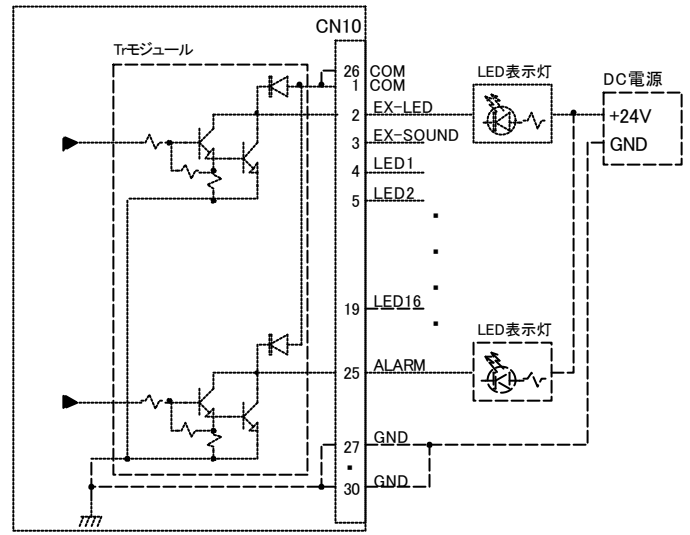 CN10
Trモジュール
26 COM
1 COM
2 EX-LED
3 EX-SOUND
4 LED1
5 LED2
19 LED16
25 ALARM
27 GND
30 GND
LED表示灯
DC電源
+24V
GND
LED表示灯